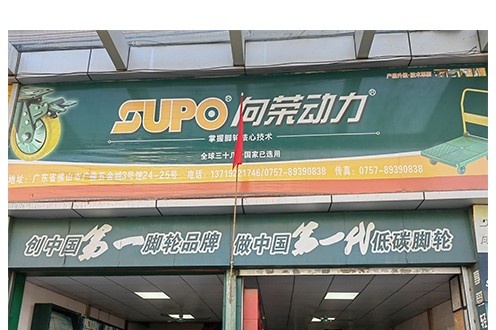 SUPO® 向荣动力®
掌握脚轮核心技术
全球三十几个国家已选用
地址:广东省佛山市广佛五金城3号馆24-25号 电话:13719221746/0757-89390838 传真:0757-89390838
创中国第一脚轮品牌 做中国第一代低碳脚轮